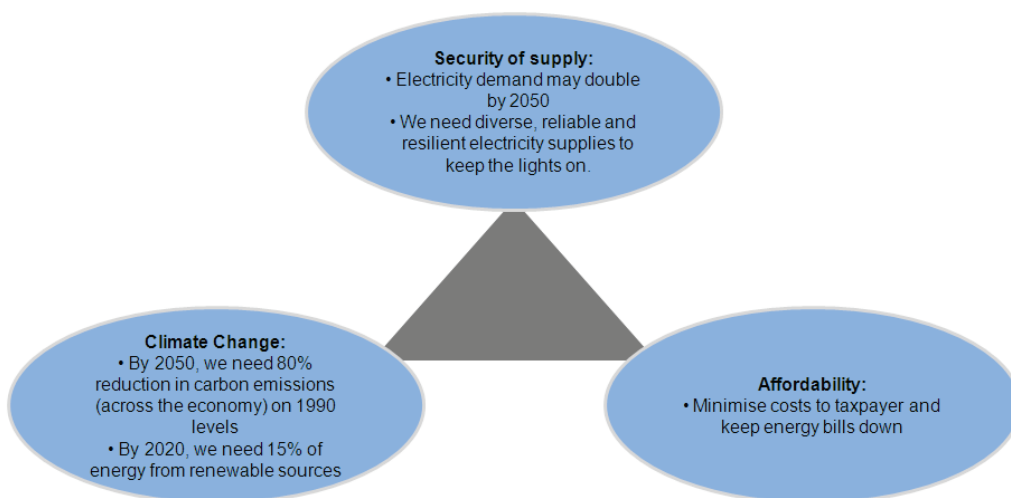 Security of supply:
• Electricity demand may double
by 2050
• We need diverse, reliable and
resilient electricity supplies to
keep the lights on.
Climate Change:
• By 2050, we need 80%
reduction in carbon emissions
(across the economy) on 1990
levels
• By 2020, we need 15% of
energy from renewable sources
Affordability:
• Minimise costs to taxpayer and
keep energy bills down